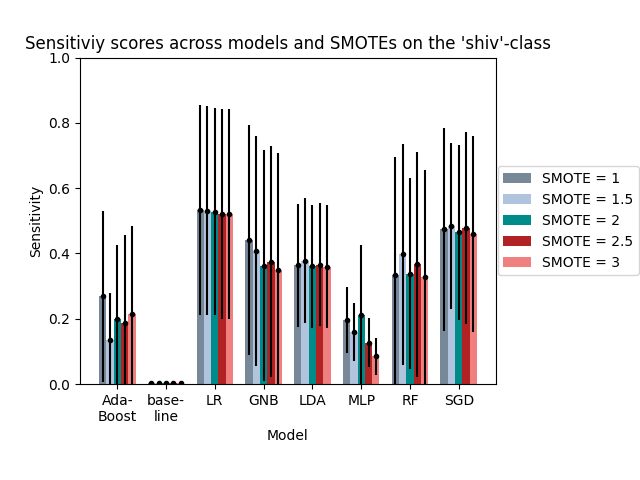 Sensitiviy scores across models and SMOTEs on the 'shiv'-class
1.0
0.8
0.6
0.4
0.2
0.0
Sensitivity
Ada-
Boost
base-
line
LR
GNB
LDA
MLP
RF
SGD
Model
SMOTE = 1
SMOTE = 1.5
SMOTE = 2
SMOTE = 2.5
SMOTE = 3